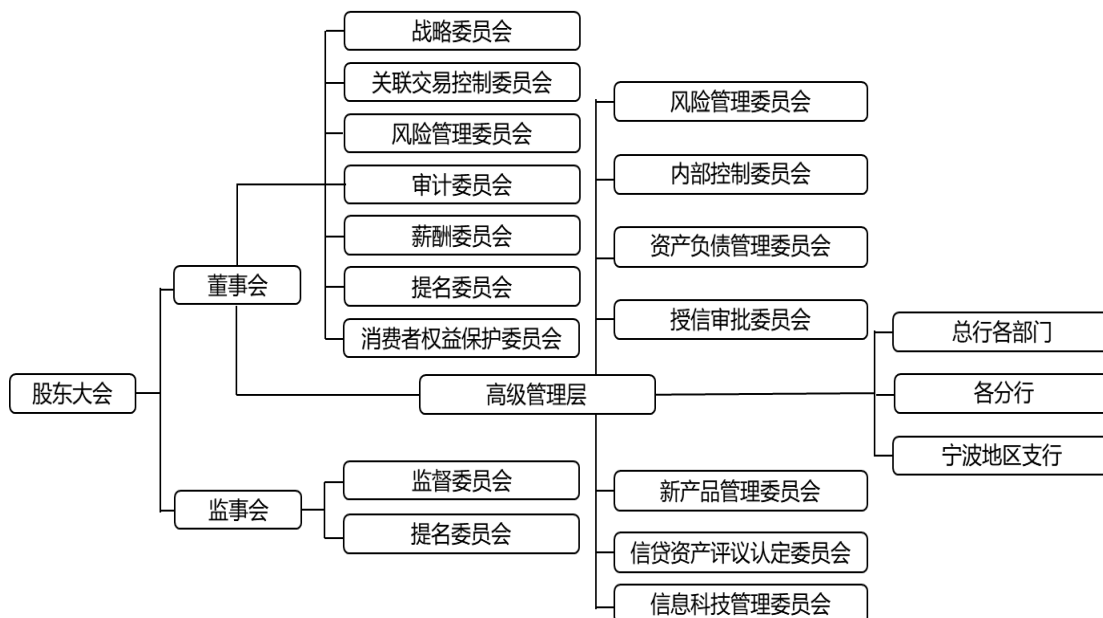 战略委员会
关联交易控制委员会
风险管理委员会
审计委员会
薪酬委员会
提名委员会
消费者权益保护委员会
风险管理委员会
内部控制委员会
资产负债管理委员会
授信审批委员会
董事会
股东大会
高级管理层
总行各部门
各分行
宁波地区支行
监事会
监督委员会
提名委员会
新产品管理委员会
信贷资产评议认定委员会
信息科技管理委员会